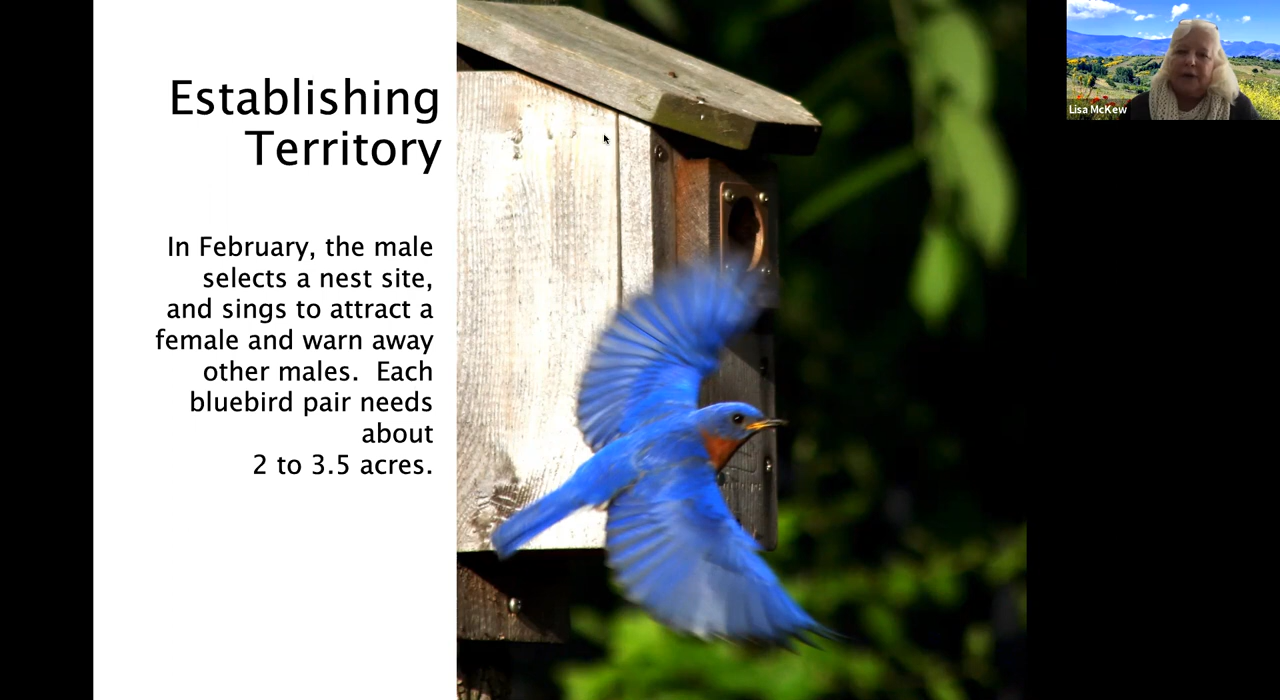 Establishing
Territory
In February, the male
selects a nest site,
and sings to attract a
female and warn away
other males.  Each
bluebird pair needs
about
2 to 3.5 acres.
Lisa McKew